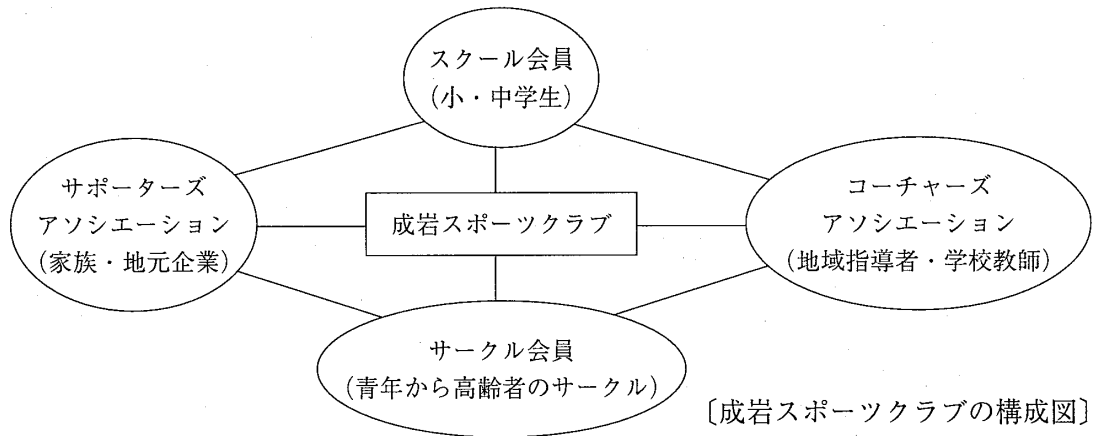 スクール会員
(小・中学生)
サポーターズ
アソシエーション
(家族・地元企業)
成岩スポーツクラブ
コーチャーズ
アソシエーション
(地域指導者・学校教師)
サークル会員
(青年から高齢者のサークル)
〔成岩スポーツクラブの構成図〕